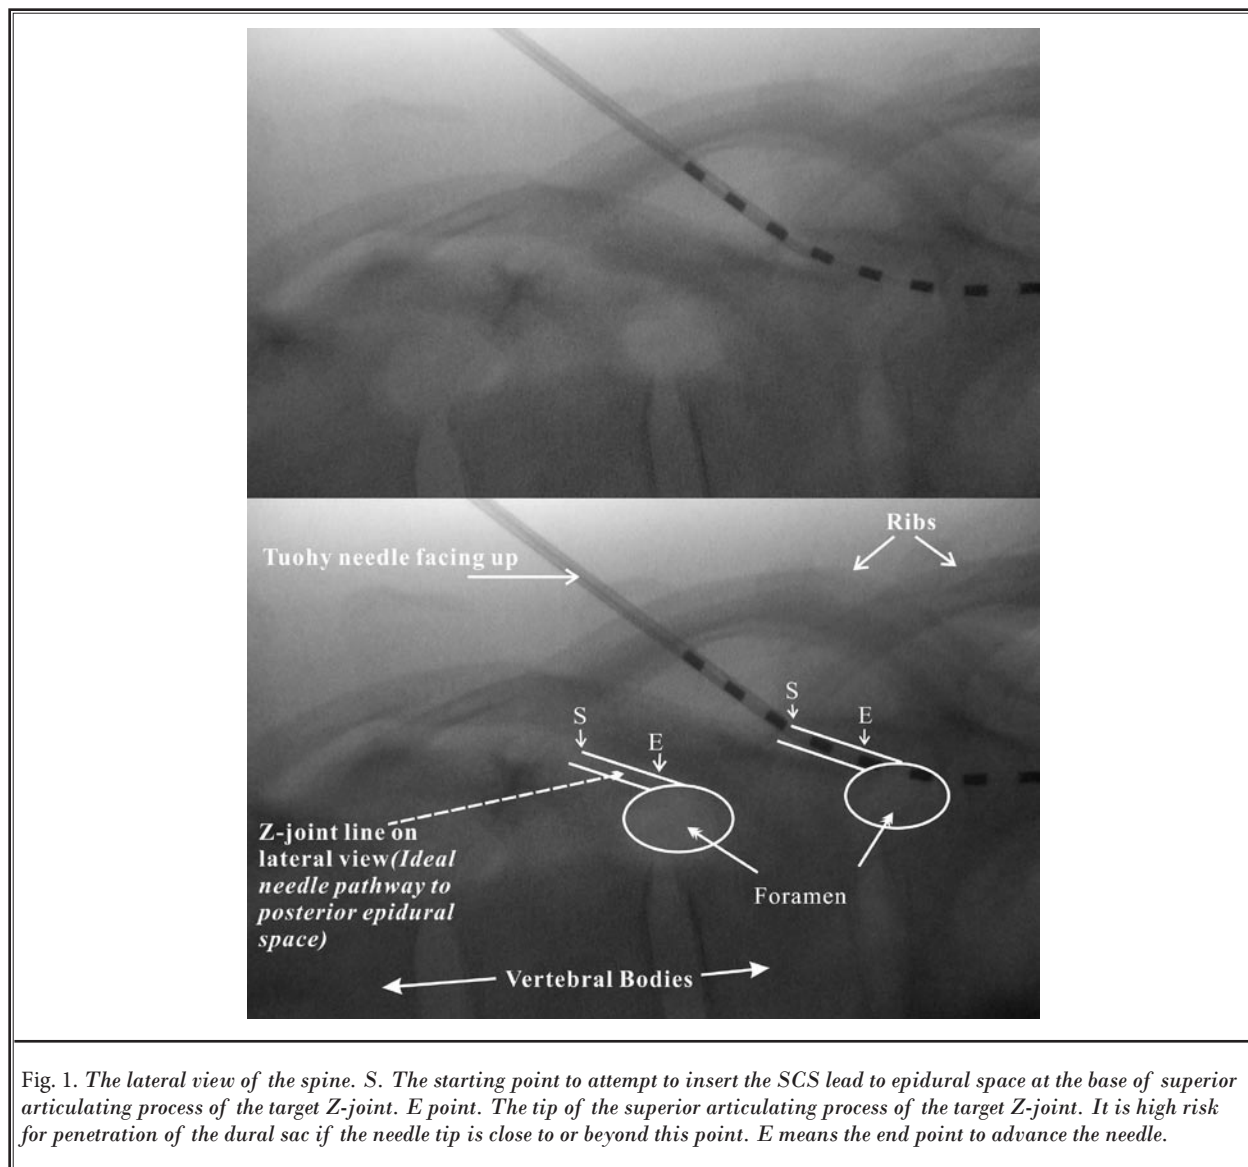 Ribs
Tuohy needle facing up
S
E
S
E
Z-joint line on
lateral view(Ideal
needle pathway to
posterior epidural
space)
Foramen
Vertebral Bodies
Fig. 1. The lateral view of the spine. S. The starting point to attempt to insert the SCS lead to epidural space at the base of superior
articulating process of the target Z-joint. E point. The tip of the superior articulating process of the target Z-joint. It is high risk
for penetration of the dural sac if the needle tip is close to or beyond this point. E means the end point to advance the needle.